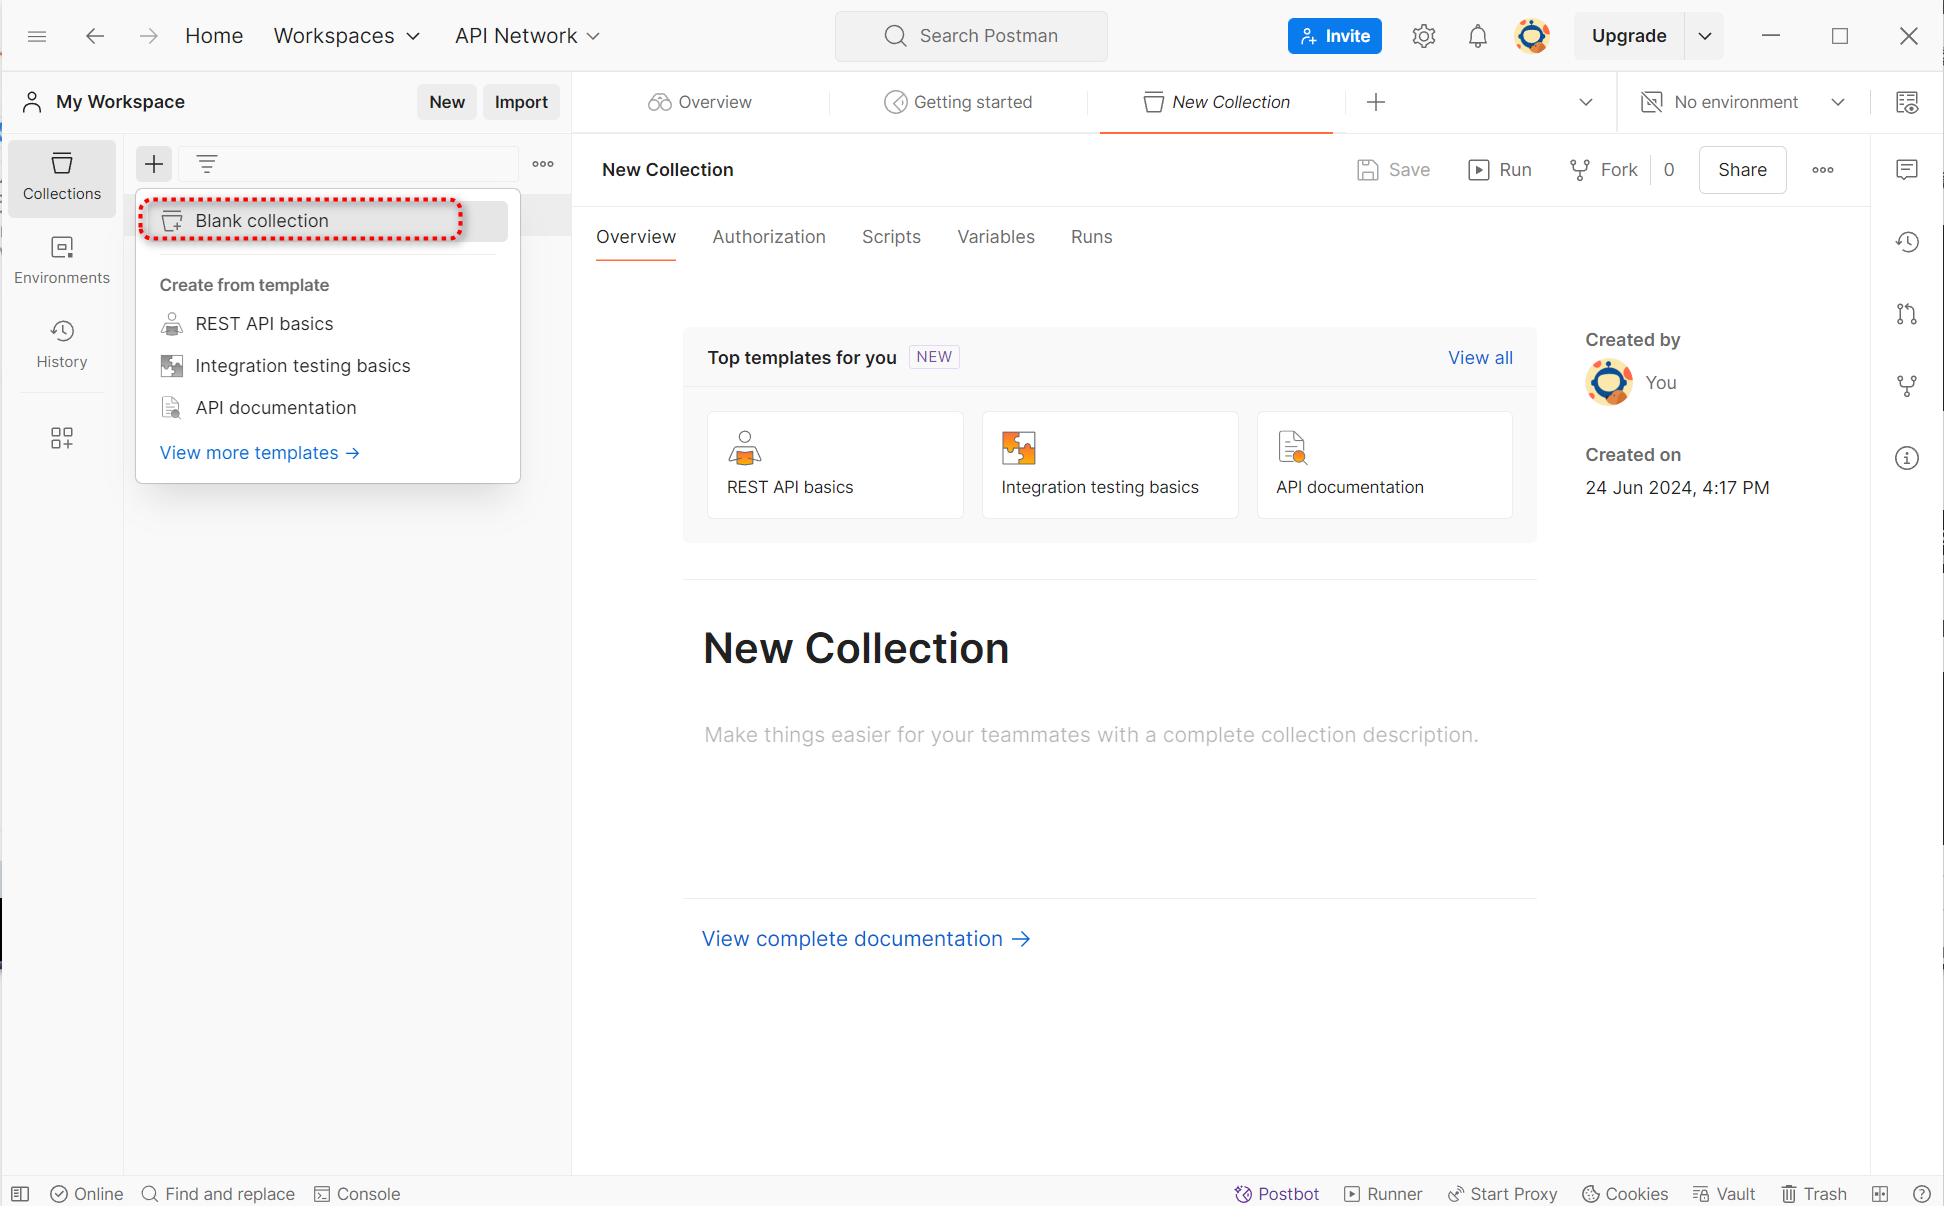 Home Workspaces API Network Search Postman Invite Upgrade
My Workspace New Import Overview Getting started New Collection No environment
Collections
Environments
History
Blank collection
Create from template
REST API basics
Integration testing basics
API documentation
View more templates →
New Collection Save Run Fork 0 Share
Overview Authorization Scripts Variables Runs
Top templates for you NEW View all
REST API basics Integration testing basics API documentation
Created by
You
Created on
24 Jun 2024, 4:17 PM
New Collection
Make things easier for your teammates with a complete collection description.
View complete documentation →
Online Find and replace Console Postbot Runner Start Proxy Cookies Vault Trash